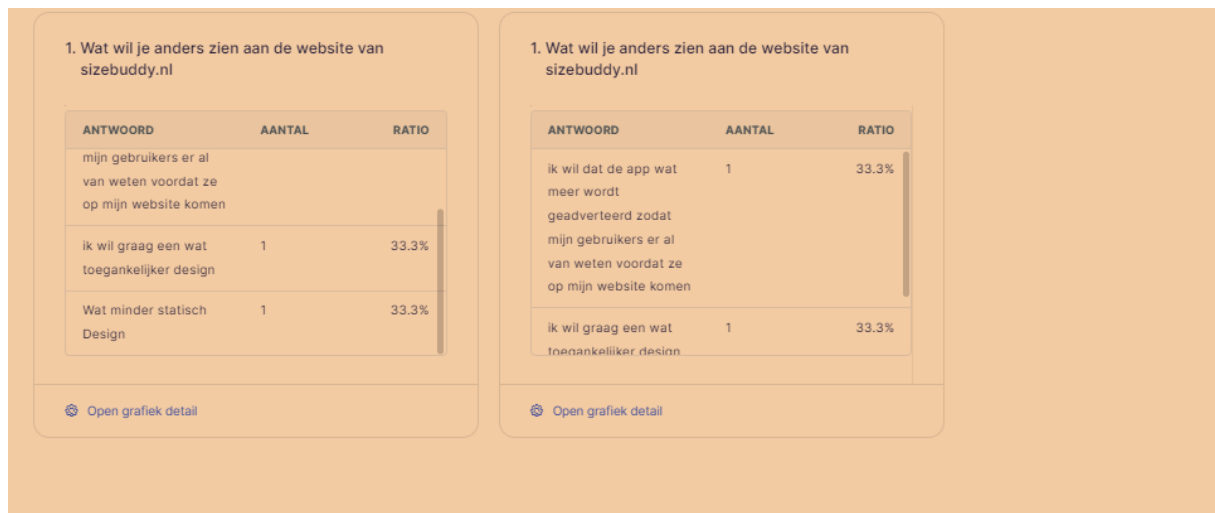 1. Wat wil je anders zien aan de website van
sizebuddy.nl
ANTWOORD AANTAL RATIO
mijn gebruikers er al
van weten voordat ze
op mijn website komen
ik wil graag een wat 1 33.3%
toegankelijker design
Wat minder statisch 1 33.3%
Design
Open grafiek detail
1. Wat wil je anders zien aan de website van
sizebuddy.nl
ANTWOORD AANTAL RATIO
ik wil dat de app wat 1 33.3%
meer wordt
geadverteerd zodat
mijn gebruikers er al
van weten voordat ze
op mijn website komen
ik wil graag een wat 1 33.3%
toegankelijker design
Open grafiek detail